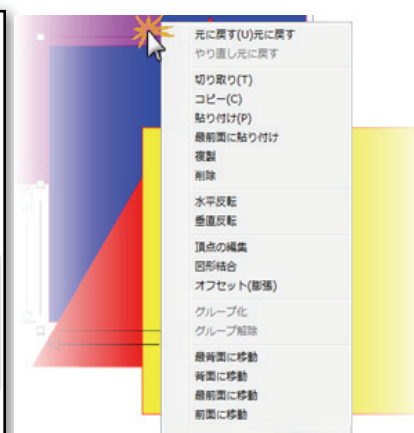 元に戻す(U)元に戻す
やり直し元に戻す
切り取り(T)
コピー(C)
貼り付け(P)
最前面に貼り付け
複製
削除
水平反転
垂直反転
頂点の編集
図形結合
オフセット(膨張)
グループ化
グループ解除
最背面に移動
背面に移動
最前面に移動
前面に移動